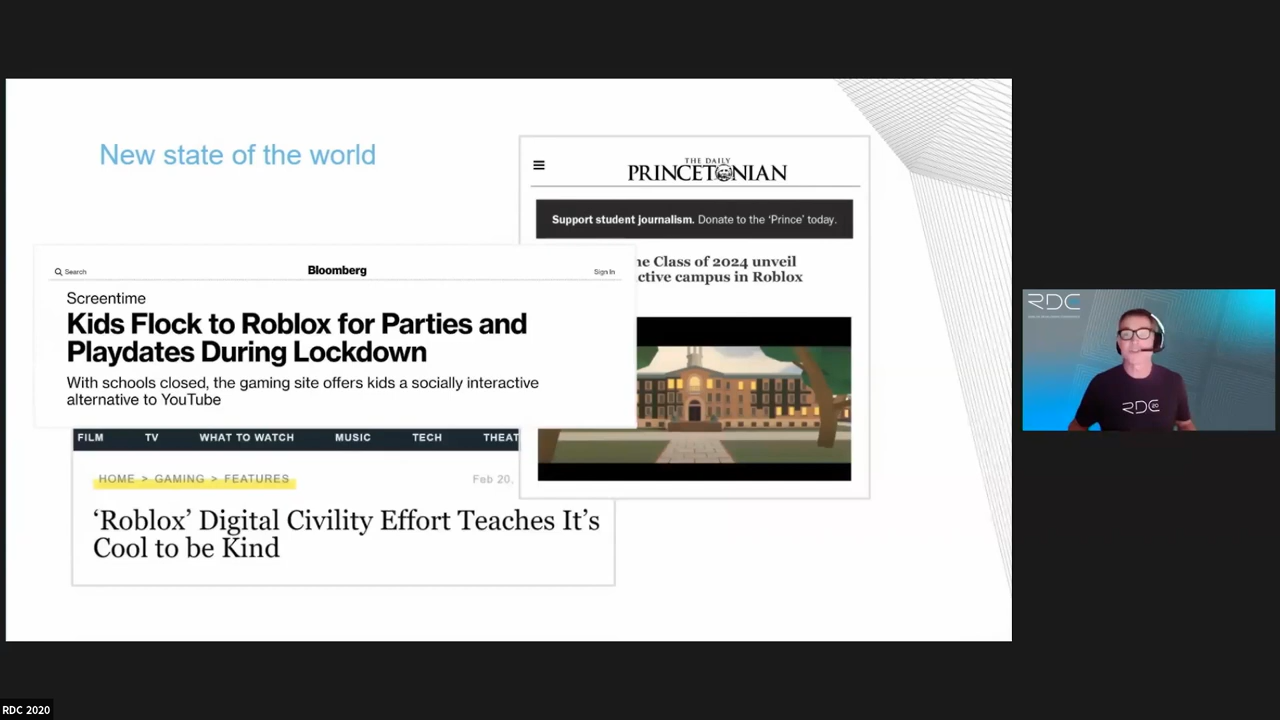 New state of the world
THE DAILY
PRINCETONIAN
Support student journalism. Donate to the 'Prince' today.
Class of 2024 unveil
campus in Roblox
Search
Bloomberg
Sign In
Screentime
Kids Flock to Roblox for Parties and
Playdates During Lockdown
With schools closed, the gaming site offers kids a socially interactive
alternative to YouTube
FILM TV WHAT TO WATCH MUSIC TECH THEAT
HOME > GAMING > FEATURES
Feb 20,
‘Roblox’ Digital Civility Effort Teaches It’s
Cool to be Kind
RDC
RDC
RDC 2020